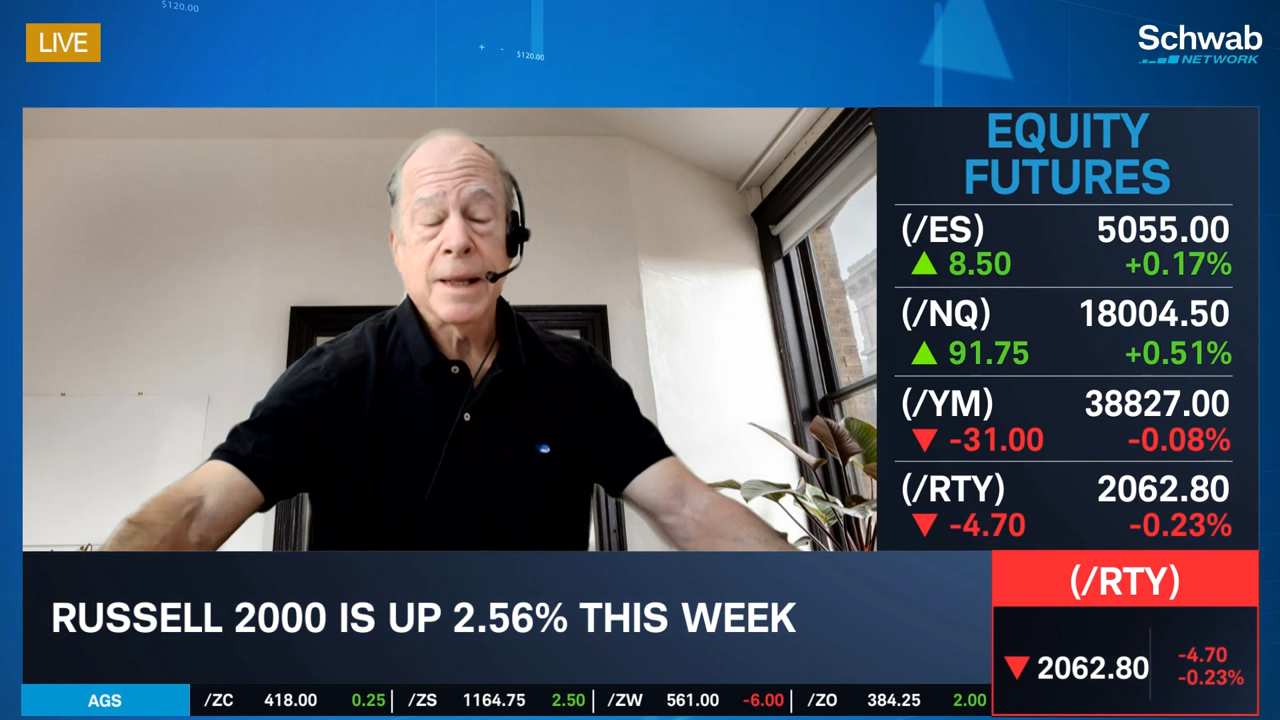 $120.00
LIVE
+ -
$120.00
Schwab
NETWORK
EQUITY
FUTURES
(/ES) 5055.00
▲ 8.50 +0.17%
(/NQ) 18004.50
▲ 91.75 +0.51%
(/YM) 38827.00
▼ -31.00 -0.08%
(/RTY) 2062.80
▼ -4.70 -0.23%
RUSSELL 2000 IS UP 2.56% THIS WEEK
(/RTY)
▼ 2062.80 -4.70
-0.23%
AGS /ZC 418.00 0.25 /ZS 1164.75 2.50 /ZW 561.00 -6.00 /ZO 384.25 2.00